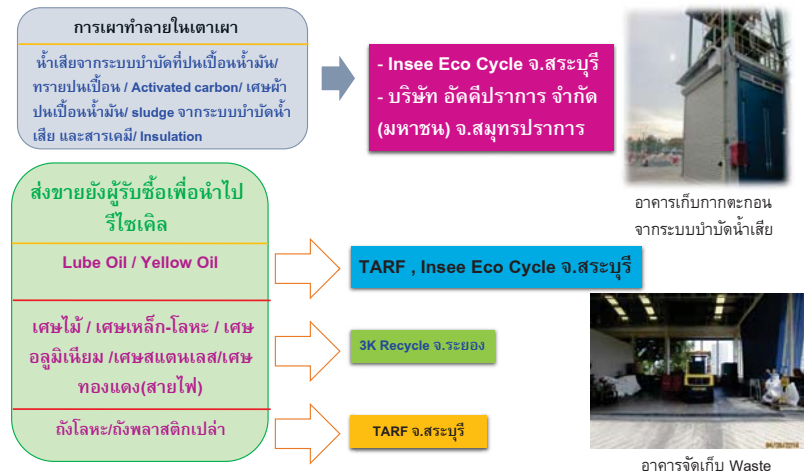 การเผาทำลายในเตาเผา
น้ำเสียจากระบบบำบัดที่ปนเปื้อนน้ำมัน/
ทรายปนเปื้อน / Activated carbon/ เศษผ้า
ปนเปื้อนน้ำมัน/ sludge จากระบบบำบัดน้ำ
เสีย และสารเคมี/ Insulation
- Insee Eco Cycle จ.สระบุรี
- บริษัท อัคคีปราการ จำกัด
(มหาชน) จ.สมุทรปราการ
อาคารเก็บกากตะกอน
จากระบบบำบัดน้ำเสีย
ส่งขายยังผู้รับซื้อเพื่อนำไป
รีไซเคิล
Lube Oil / Yellow Oil
TARF , Insee Eco Cycle จ.สระบุรี
เศษไม้ / เศษเหล็ก-โลหะ / เศษ
อลูมิเนียม /เศษสแตนเลส/เศษ
ทองแดง(สายไฟ)
3K Recycle จ.ระยอง
ถังโลหะ/ถังพลาสติกเปล่า
TARF จ.สระบุรี
อาคารจัดเก็บ Waste